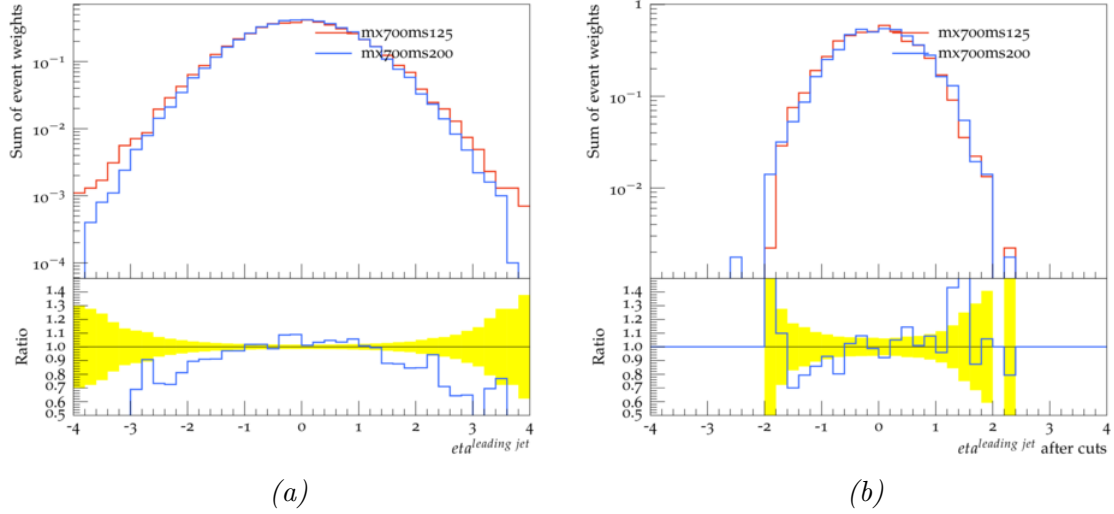 mx700ms125
mx700ms200
Sum of event weights
10⁻¹
10⁻²
10⁻³
10⁻⁴
Ratio
1.4
1.3
1.2
1.1
1.0
0.9
0.8
0.7
0.6
0.5
-4 -3 -2 -1 0 1 2 3 4
eta^leading jet
(a)
mx700ms125
mx700ms200
Sum of event weights
1
10⁻¹
10⁻²
Ratio
1.4
1.3
1.2
1.1
1.0
0.9
0.8
0.7
0.6
0.5
-4 -3 -2 -1 0 1 2 3 4
eta^leading jet after cuts
(b)